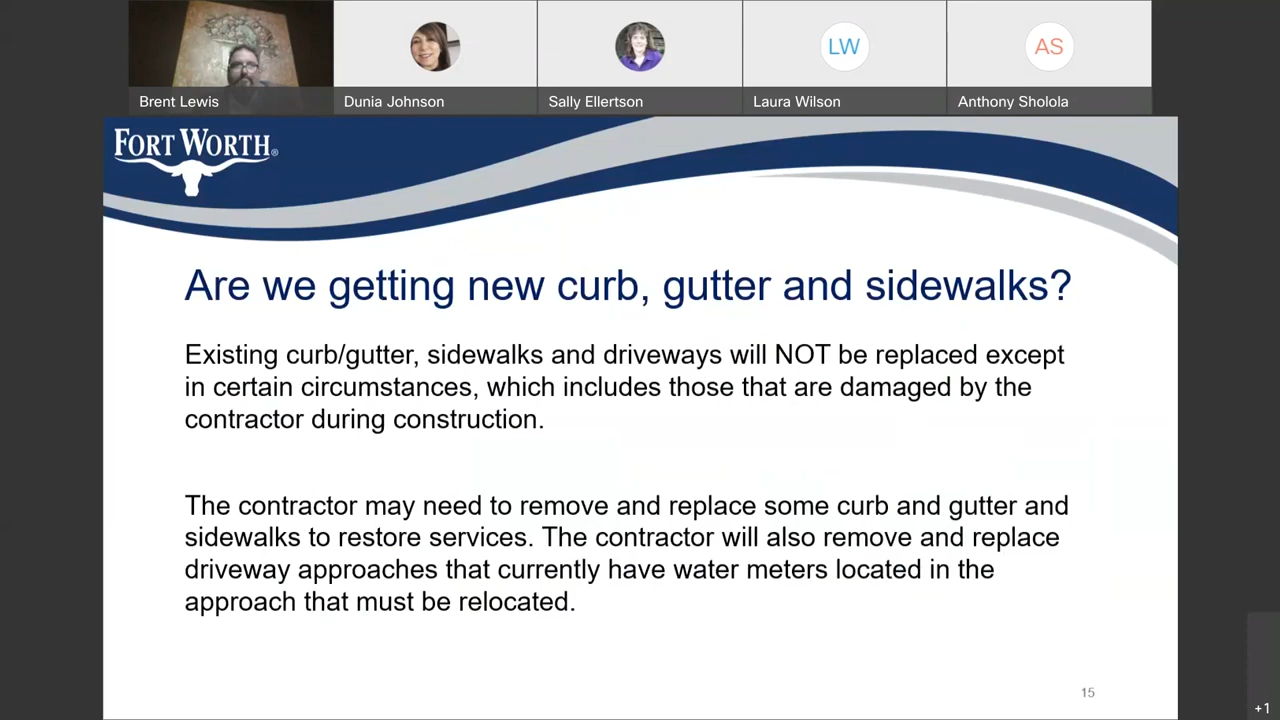 LW
AS
Brent Lewis
Dunia Johnson
Sally Ellertson
Laura Wilson
Anthony Sholola
FORT WORTH®
Are we getting new curb, gutter and sidewalks?
Existing curb/gutter, sidewalks and driveways will NOT be replaced except
in certain circumstances, which includes those that are damaged by the
contractor during construction.
The contractor may need to remove and replace some curb and gutter and
sidewalks to restore services. The contractor will also remove and replace
driveway approaches that currently have water meters located in the
approach that must be relocated.
15
+1